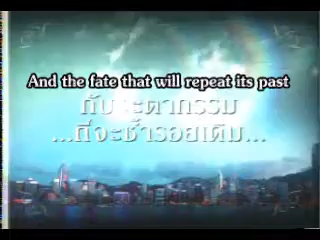 And the fate that will repeat its past
กับชะตากรรม
...ที่จะซ้ำรอยเดิม...